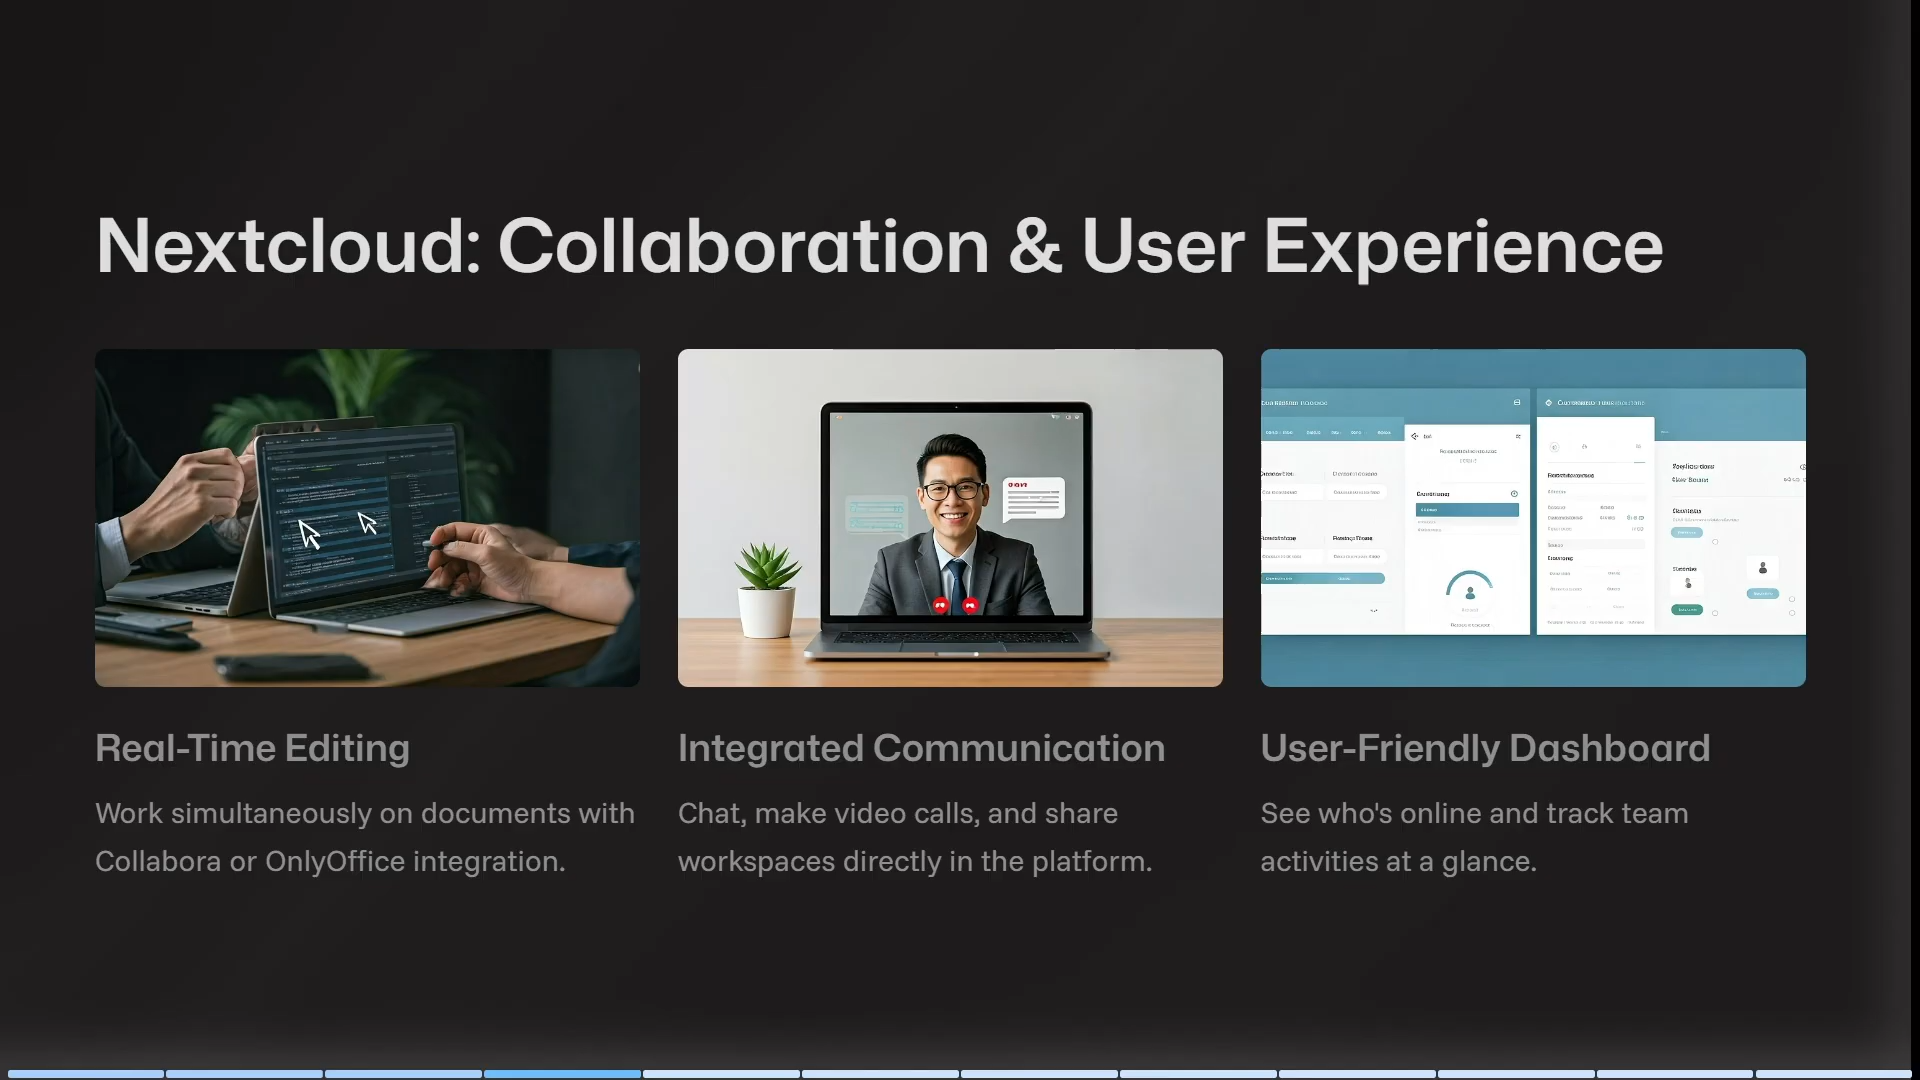 Nextcloud: Collaboration & User Experience
Real-Time Editing
Work simultaneously on documents with
Collabora or OnlyOffice integration.
Integrated Communication
Chat, make video calls, and share
workspaces directly in the platform.
User-Friendly Dashboard
See who's online and track team
activities at a glance.